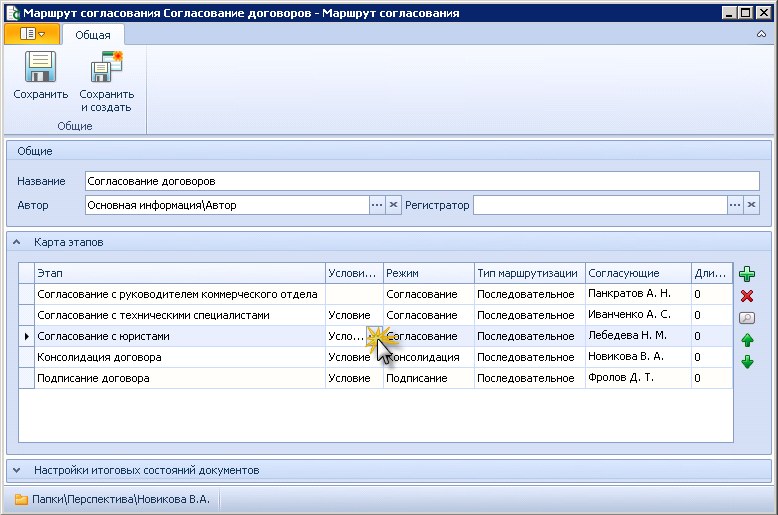 Маршрут согласования Согласование договоров - Маршрут согласования
Общая
Сохранить
Сохранить и создать
Общие
Общие
Название Согласование договоров
Автор Основная информация\Автор ... Регистратор ...
Карта этапов
Этап Услови... Режим Тип маршрутизации Согласующие Дли...
Согласование с руководителем коммерческого отдела Согласование Последовательное Панкратов А. Н. 0
Согласование с техническими специалистами Условие Согласование Последовательное Иванченко А. С. 0
Согласование с юристами Усло... Согласование Последовательное Лебедева Н. М. 0
Консолидация договора Условие Консолидация Последовательное Новикова В. А. 0
Подписание договора Условие Подписание Последовательное Фролов Д. Т. 0
Настройки итоговых состояний документов
Папки\Перспектива\Новикова В.А.